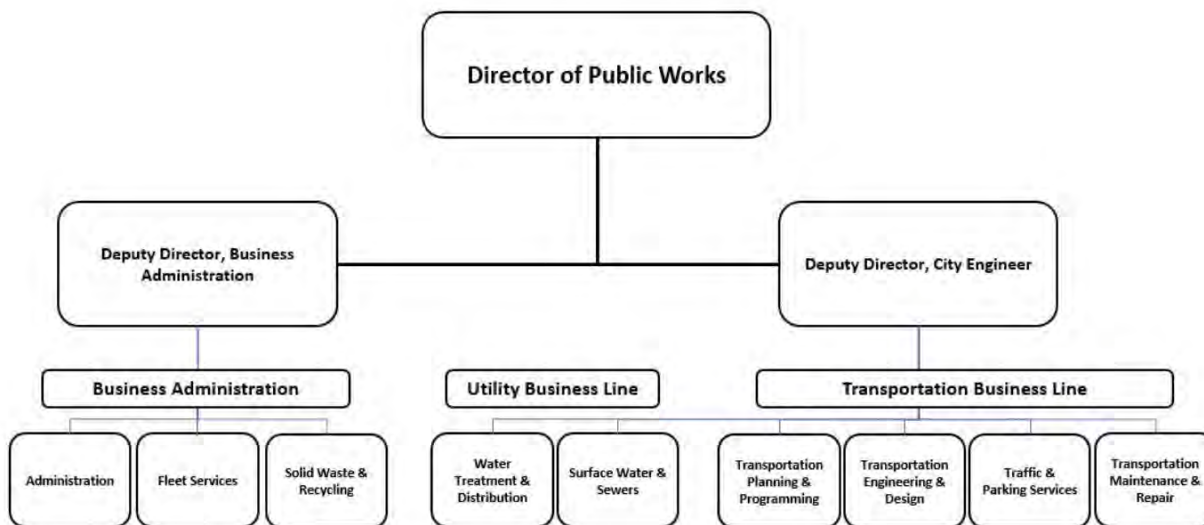 Director of Public Works
Deputy Director, Business
Administration
Deputy Director, City Engineer
Business Administration
Utility Business Line
Transportation Business Line
Administration
Fleet Services
Solid Waste &
Recycling
Water
Treatment &
Distribution
Surface Water &
Sewers
Transportation
Planning &
Programming
Transportation
Engineering &
Design
Traffic &
Parking Services
Transportation
Maintenance &
Repair